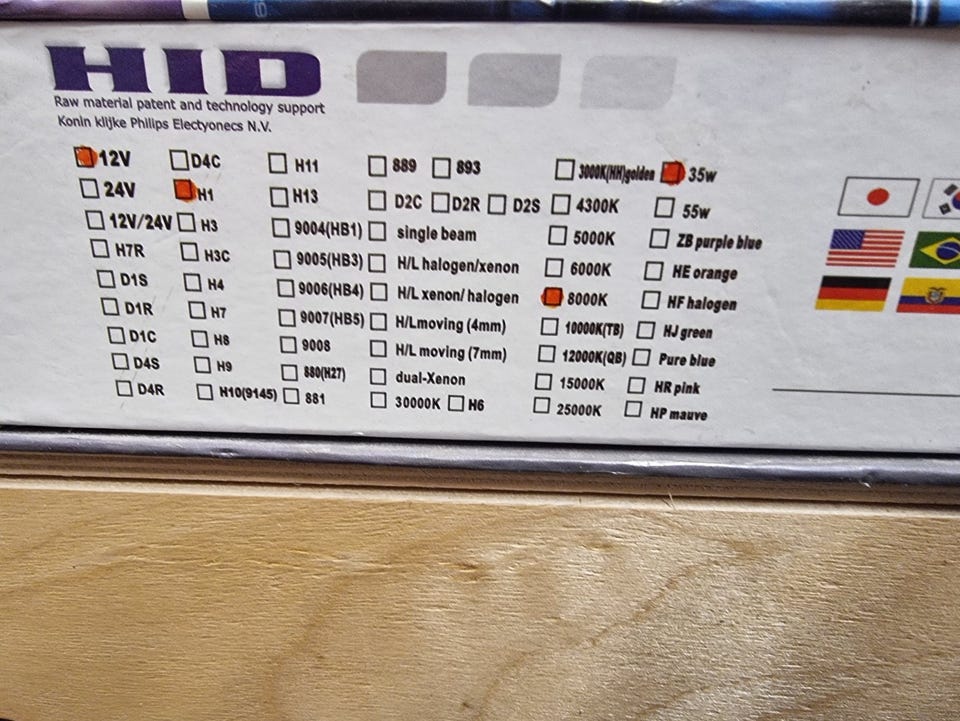 HID
Raw material patent and technology support
Konin klijke Philips Electyonecs N.V.
12V D4C H11 889 893 3000K(HH)golden 35w
24V H1 H13 D2C D2R D2S 4300K 55w
12V/24V H3 9004(HB1) single beam 5000K ZB purple blue
H7R H3C 9005(HB3) H/L halogen/xenon 6000K HE orange
D1S H4 9006(HB4) H/L xenon/ halogen 8000K HF halogen
D1R H7 9007(HB5) H/Lmoving (4mm) 10000K(TB) HJ green
D1C H8 9008 H/L moving (7mm) 12000K(QB) Pure blue
D4S H9 880(H27) dual-Xenon 15000K HR pink
D4R H10(9145) 881 30000K H6 25000K HP mauve